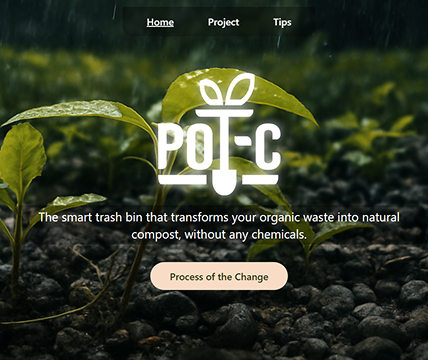 Home Project Tips
POT-C
The smart trash bin that transforms your organic waste into natural
compost, without any chemicals.
Process of the Change